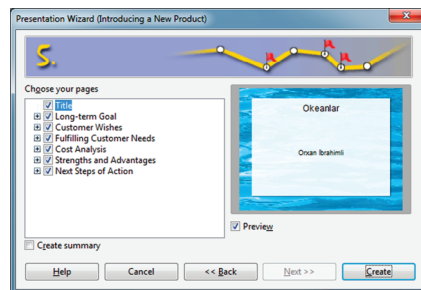 Presentation Wizard (Introducing a New Product)
5.
Choose your pages
Title
Long-term Goal
Customer Wishes
Fulfilling Customer Needs
Cost Analysis
Strengths and Advantages
Next Steps of Action
Okeanlar
Orxan Ibrahimli
Preview
Create summary
Help
Cancel
<< Back
Next >>
Create